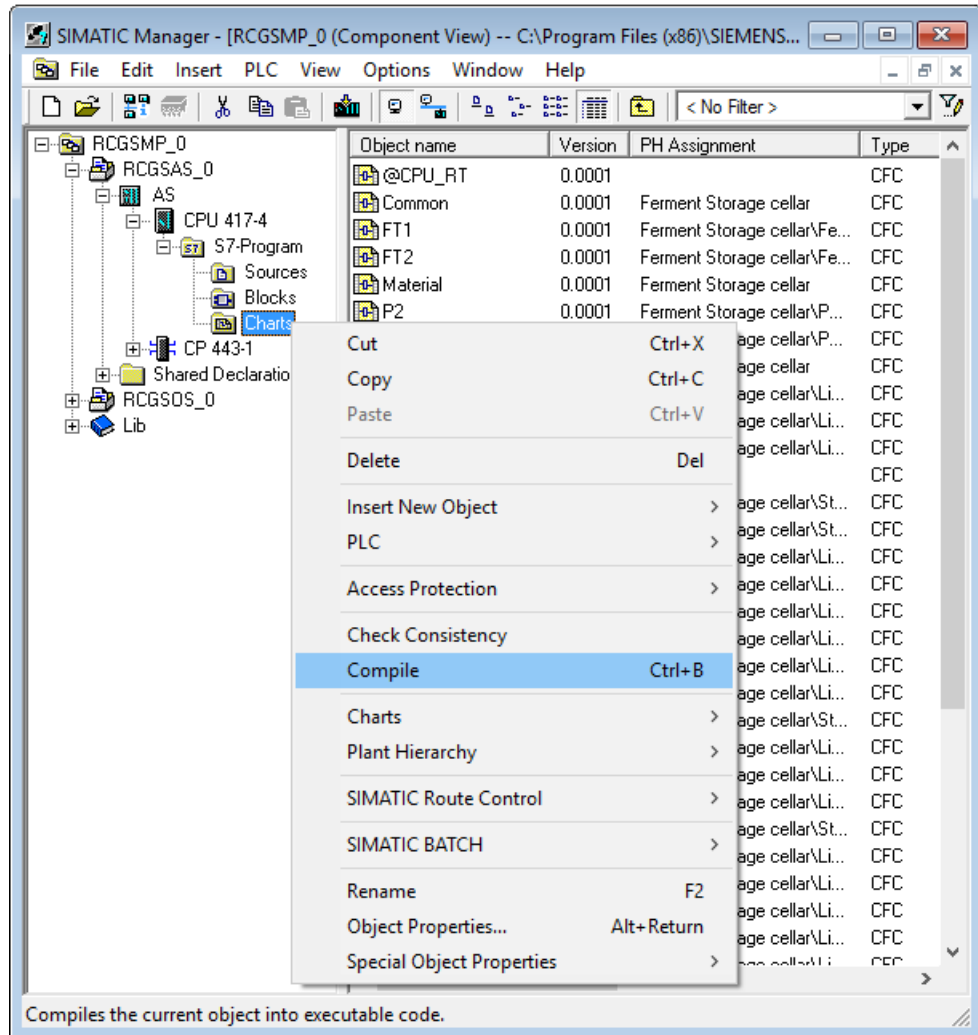 SIMATIC Manager - [RCGSMP_0 (Component View) -- C:\Program Files (x86)\SIEMENS...
File Edit Insert PLC View Options Window Help
< No Filter >
RCGSMP_0
RCGSAS_0
AS
CPU 417-4
S7-Program
Sources
Blocks
Charts
CP 443-1
Shared Declaratio
RCGSOS_0
Lib
Object name Version PH Assignment Type
@CPU_RT 0.0001 CFC
Common 0.0001 Ferment Storage cellar CFC
FT1 0.0001 Ferment Storage cellar\Fe... CFC
FT2 0.0001 Ferment Storage cellar\Fe... CFC
Material 0.0001 Ferment Storage cellar CFC
P2 0.0001 Ferment Storage cellar\P... CFC
age cellar\P... CFC
age cellar CFC
age cellar\Li... CFC
age cellar\Li... CFC
age cellar\Li... CFC
CFC
age cellar\St... CFC
age cellar\St... CFC
age cellar\Li... CFC
age cellar\Li... CFC
age cellar\Li... CFC
age cellar\Li... CFC
age cellar\Li... CFC
age cellar\Li... CFC
age cellar\St... CFC
age cellar\Li... CFC
age cellar\Li... CFC
age cellar\Li... CFC
age cellar\St... CFC
age cellar\Li... CFC
age cellar\Li... CFC
age cellar\Li... CFC
age cellar\Li... CFC
Cut Ctrl+X
Copy Ctrl+C
Paste Ctrl+V
Delete Del
Insert New Object
PLC
Access Protection
Check Consistency
Compile Ctrl+B
Charts
Plant Hierarchy
SIMATIC Route Control
SIMATIC BATCH
Rename F2
Object Properties... Alt+Return
Special Object Properties
Compiles the current object into executable code.